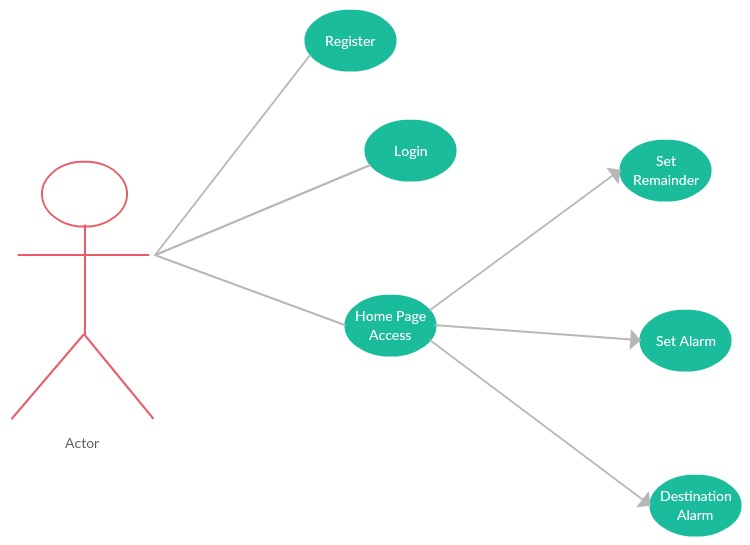 Register
Login
Set
Remainder
Home Page
Access
Set Alarm
Actor
Destination
Alarm